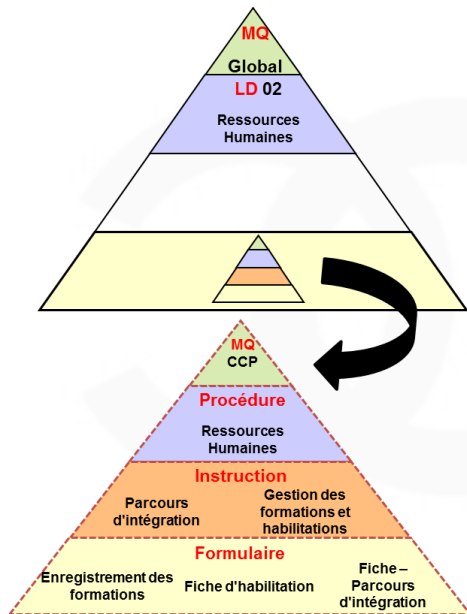 MQ
Global
LD 02
Ressources
Humaines
MQ
CCP
Procédure
Ressources
Humaines
Instruction
Parcours
d'intégration
Gestion des
formations et
habilitations
Formulaire
Enregistrement des
formations
Fiche d'habilitation
Fiche –
Parcours
d'intégration